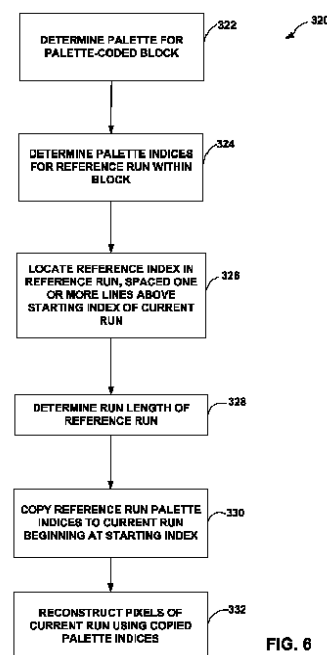 320
322
DETERMINE PALETTE FOR
PALETTE-CODED BLOCK
324
DETERMINE PALETTE INDICES
FOR REFERENCE RUN WITHIN
BLOCK
326
LOCATE REFERENCE INDEX IN
REFERENCE RUN, SPACED ONE
OR MORE LINES ABOVE
STARTING INDEX OF CURRENT
RUN
328
DETERMINE RUN LENGTH OF
REFERENCE RUN
330
COPY REFERENCE RUN PALETTE
INDICES TO CURRENT RUN
BEGINNING AT STARTING INDEX
332
RECONSTRUCT PIXELS OF
CURRENT RUN USING COPIED
PALETTE INDICES
FIG. 6